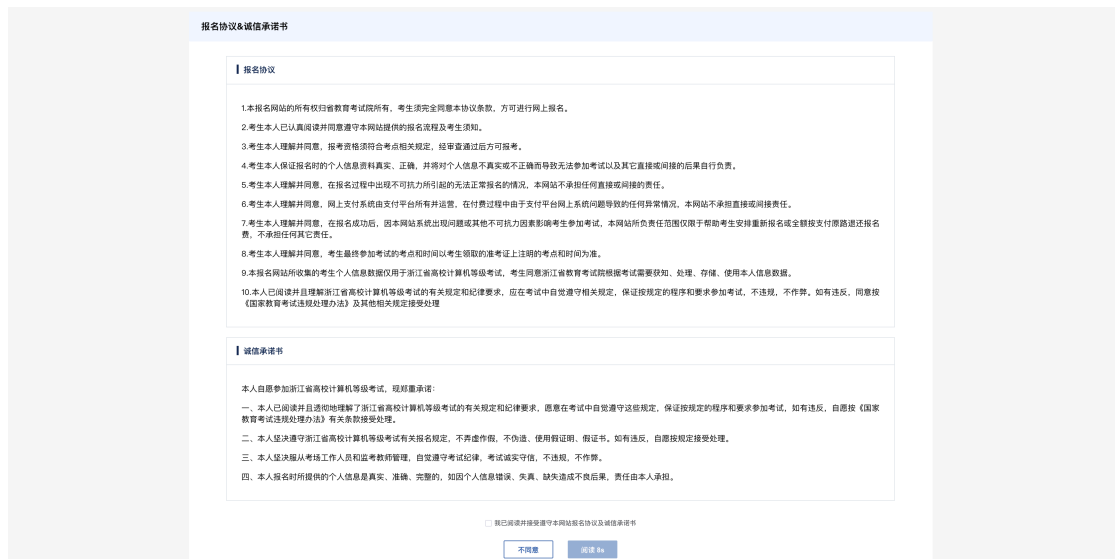 报名协议&诚信承诺书
报名协议
1.本报名网站的所有权归省教育考试院所有，考生须完全同意本协议条款，方可进行网上报名。
2.考生本人已认真阅读并同意遵守本网站提供的报名流程及考生须知。
3.考生本人理解并同意，报考资格须符合考点相关规定，经审查通过后方可报考。
4.考生本人保证报名时的个人信息资料真实、正确，并将对个人信息不真实或不正确而导致无法参加考试以及其它直接或间接的后果自行负责。
5.考生本人理解并同意，在报名过程中出现不可抗力所引起的无法正常报名的情况，本网站不承担任何直接或间接的责任。
6.考生本人理解并同意，网上支付系统由支付平台所有并运营，在付费过程中由于支付平台网上系统问题导致的任何异常情况，本网站不承担直接或间接责任。
7.考生本人理解并同意，在报名成功后，因本网站系统出现问题或其他不可抗力因素影响考生参加考试，本网站所负责任范围仅限于帮助考生安排重新报名或全额按支付原路退还报名
费，不承担任何其它责任。
8.考生本人理解并同意，考生最终参加考试的考点和时间以考生领取的准考证上注明的考点和时间为准。
9.本报名网站所收集的考生个人信息数据仅用于浙江省高校计算机等级考试，考生同意浙江省教育考试院根据考试需要获知、处理、存储、使用本人信息数据。
10.本人已阅读并且理解浙江省高校计算机等级考试的有关规定和纪律要求，应在考试中自觉遵守相关规定，保证按规定的程序和要求参加考试，不违规，不作弊。如有违反，同意按
《国家教育考试违规处理办法》及其他相关规定接受处理
诚信承诺书
本人自愿参加浙江省高校计算机等级考试，现郑重承诺：
一、本人已阅读并且透彻地理解了浙江省高校计算机等级考试的有关规定和纪律要求，愿意在考试中自觉遵守这些规定，保证按规定的程序和要求参加考试，如有违反，自愿按《国家
教育考试违规处理办法》有关条款接受处理。
二、本人坚决遵守浙江省高校计算机等级考试有关报名规定，不弄虚作假，不伪造、使用假证明、假证书。如有违反，自愿按规定接受处理。
三、本人坚决服从考场工作人员和监考教师管理，自觉遵守考试纪律，考试诚实守信，不违规，不作弊。
四、本人报名时所提供的个人信息是真实、准确、完整的，如因个人信息错误、失真、缺失造成不良后果，责任由本人承担。
我已阅读并接受遵守本网站报名协议及诚信承诺书
不同意 阅读 8s